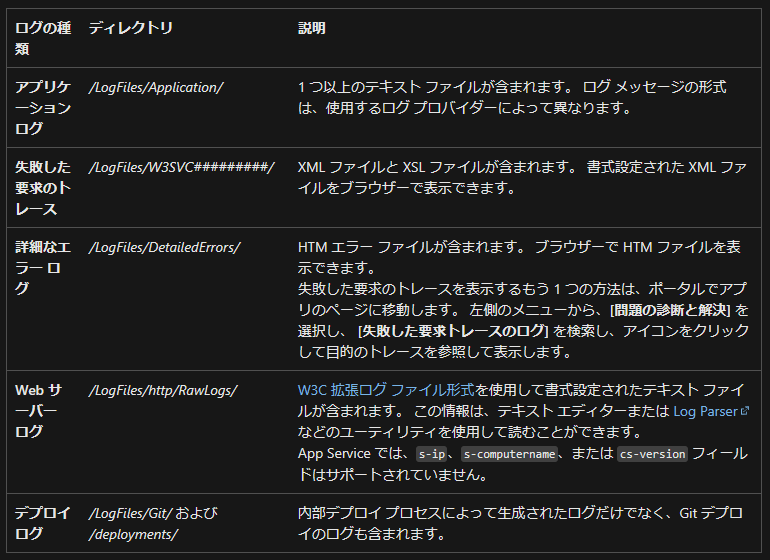 ログの種
類
ディレクトリ
説明
アプリケ
ーション
ログ
/LogFiles/Application/
1 つ以上のテキスト ファイルが含まれます。 ログ メッセージの形式
は、使用するログ プロバイダーによって異なります。
失敗した
要求のト
レース
/LogFiles/W3SVC#########/
XML ファイルと XSL ファイルが含まれます。 書式設定された XML ファ
イルをブラウザーで表示できます。
詳細なエ
ラー ロ
グ
/LogFiles/DetailedErrors/
HTM エラー ファイルが含まれます。 ブラウザーで HTM ファイルを表
示できます。
失敗した要求のトレースを表示するもう 1 つの方法は、ポータルでアプ
リのページに移動します。 左側のメニューから、[問題の診断と解決] を
選択し、 [失敗した要求トレースのログ] を検索し、アイコンをクリック
して目的のトレースを参照して表示します。
Web サ
ーバー
ログ
/LogFiles/http/RawLogs/
W3C 拡張ログ ファイル形式を使用して書式設定されたテキスト ファイ
ルが含まれます。 この情報は、テキスト エディターまたは Log Parser
などのユーティリティを使用して読むことができます。
App Service では、s-ip、s-computername、または cs-version フィール
ドはサポートされていません。
デプロイ
ログ
/LogFiles/Git/ および
/deployments/
内部デプロイ プロセスによって生成されたログだけでなく、Git デプロ
イのログも含まれます。